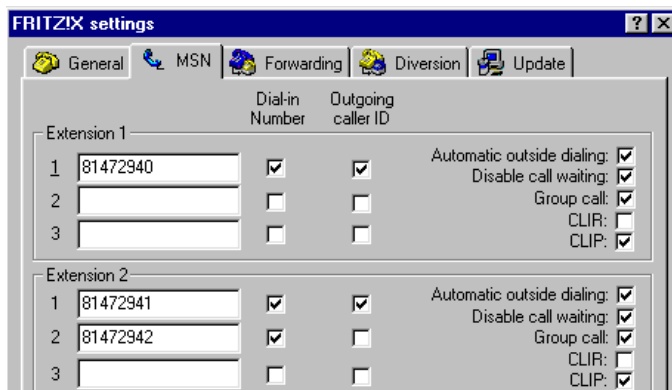 FRITZ!X settings
General MSN Forwarding Diversion Update
Dial-in Number Outgoing caller ID
Extension 1
1 81472940
2
3
Automatic outside dialing:
Disable call waiting:
Group call:
CLIR:
CLIP:
Extension 2
1 81472941
2 81472942
3
Automatic outside dialing:
Disable call waiting:
Group call:
CLIR:
CLIP: